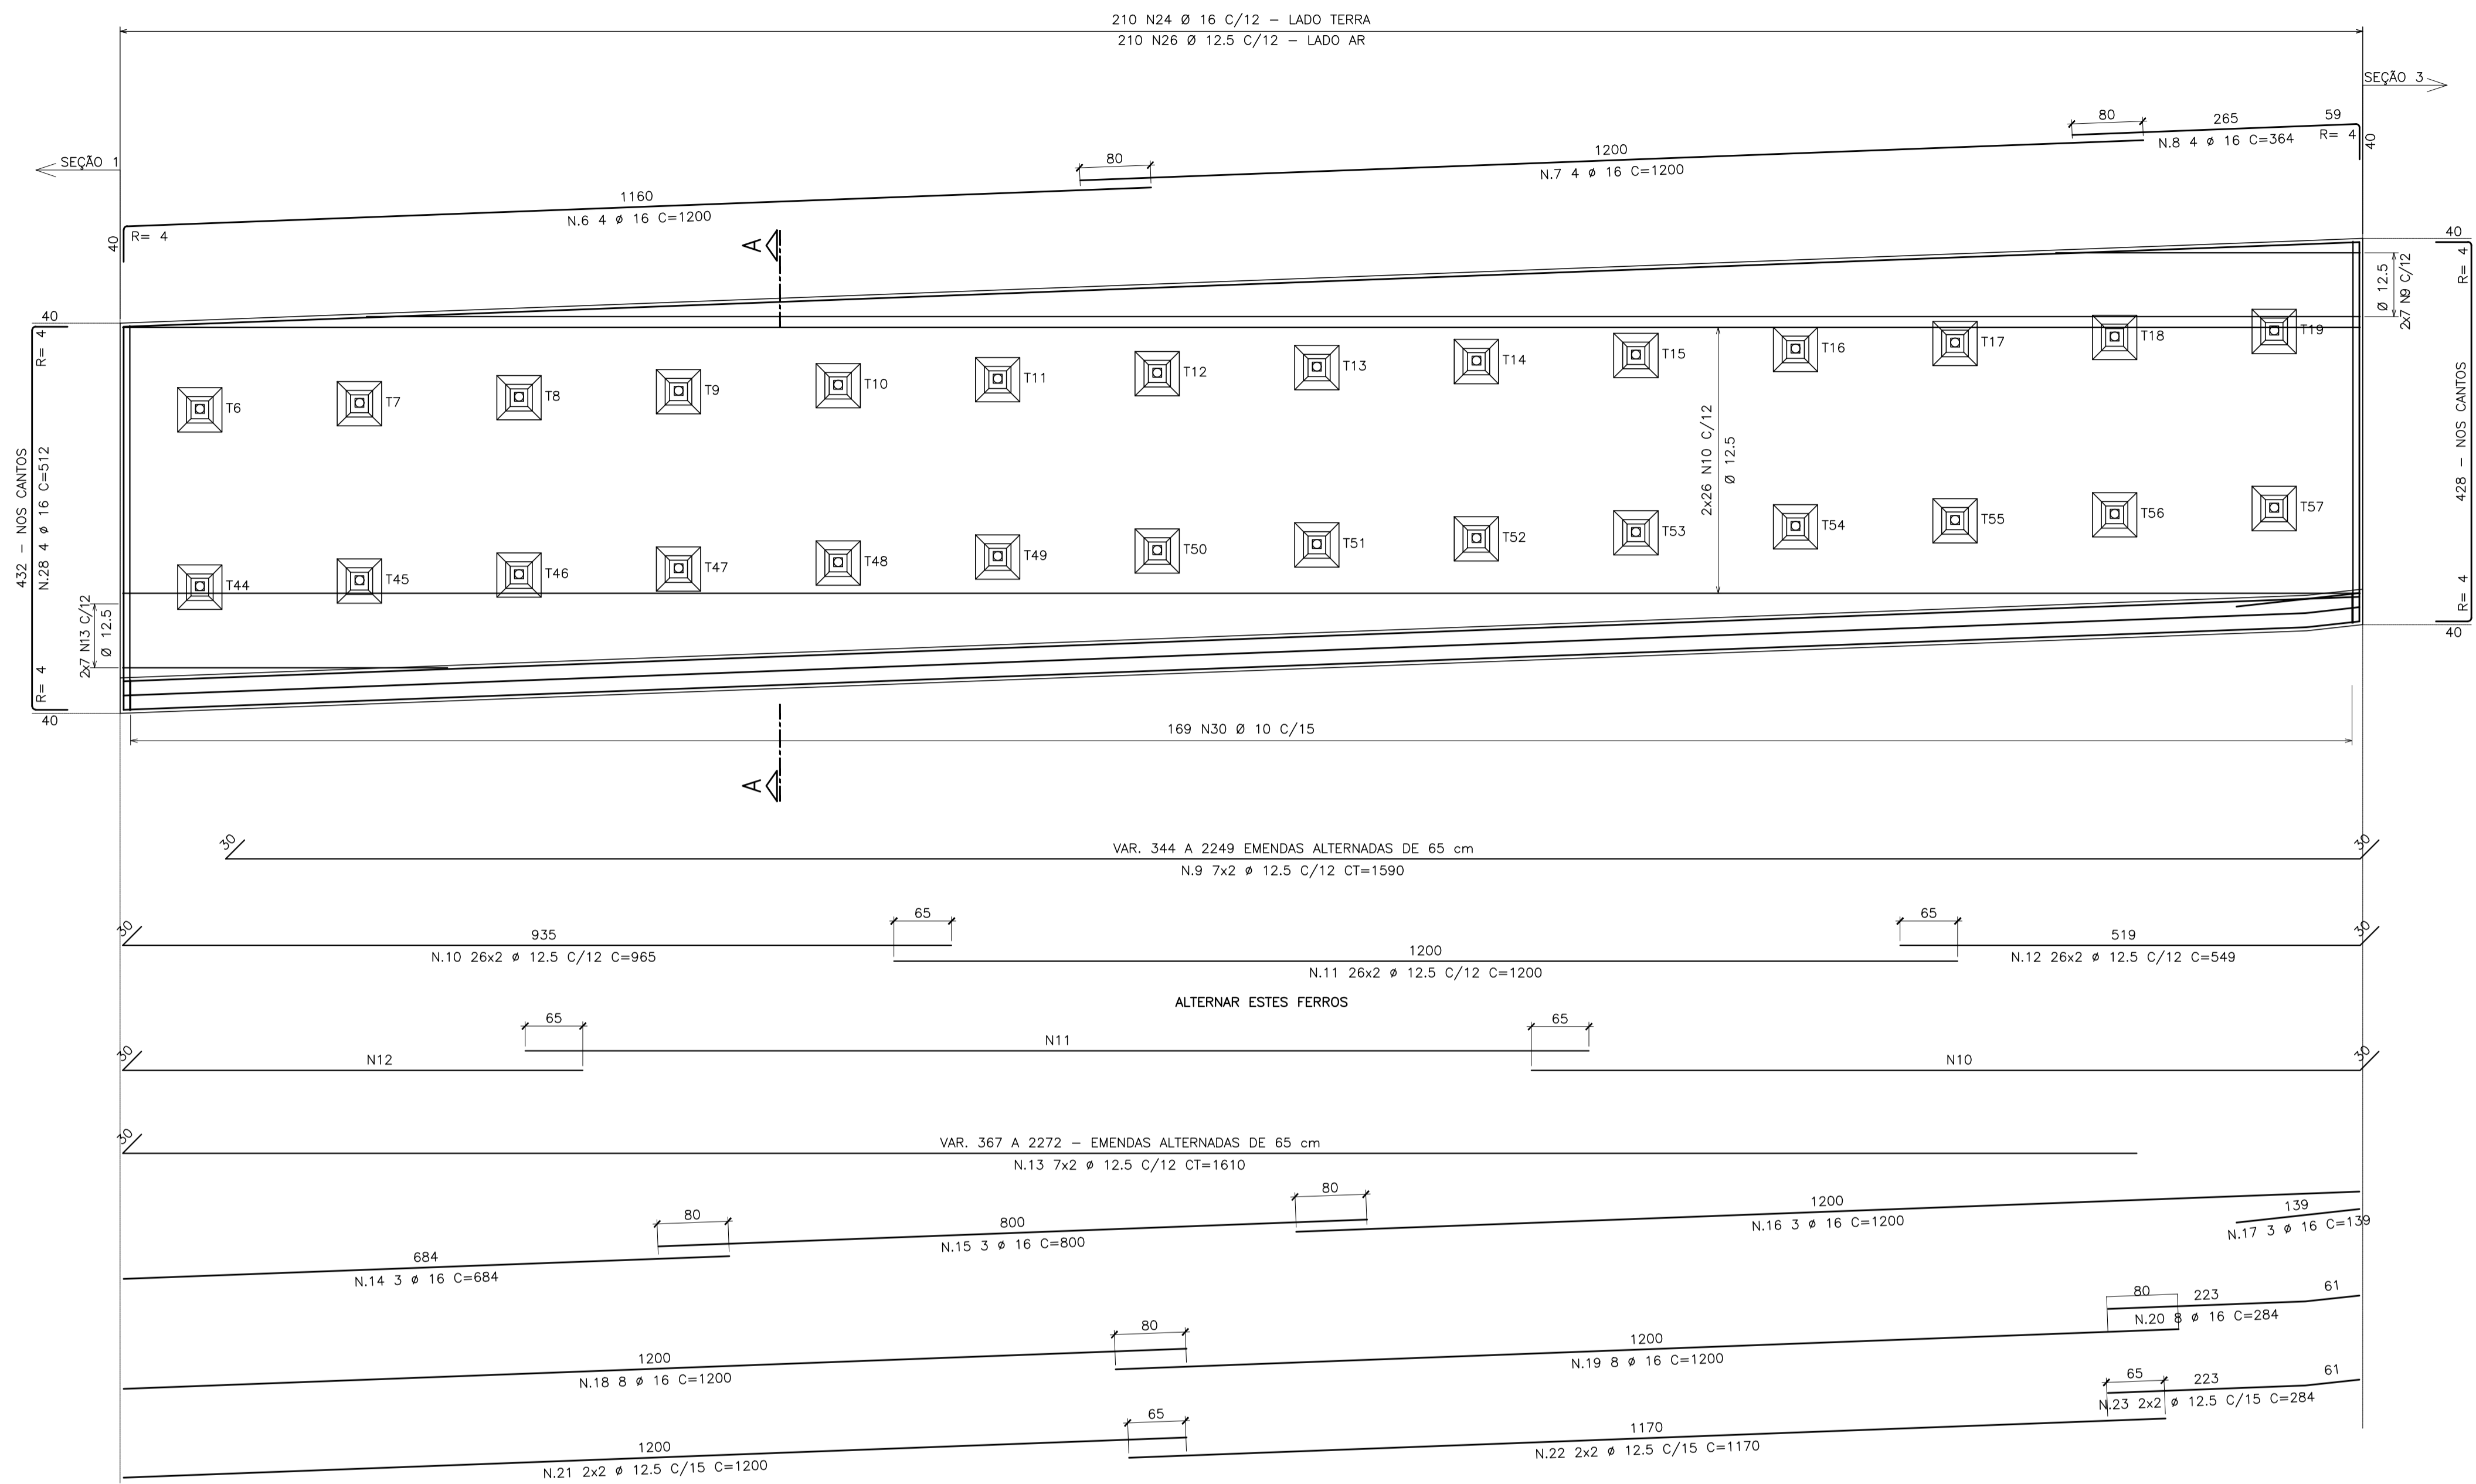 210 N24 Ø 16 C/12 – LADO TERRA
210 N26 Ø 12.5 C/12 – LADO AR
SEÇÃO 3
SEÇÃO 1
80
265
59
N.8 4 ø 16 C=364
R= 4
40
80
1200
N.7 4 ø 16 C=1200
1160
N.6 4 ø 16 C=1200
40
R= 4
A
40
R= 4
432 – NOS CANTOS
N.28 4 ø 16 C=512
R= 4
40
40
R= 4
428 – NOS CANTOS
R= 4
40
Ø 12.5
2x7 N9 C/12
T6
T7
T8
T9
T10
T11
T12
T13
T14
T15
T16
T17
T18
T19
2x26 N10 C/12
Ø 12.5
T44
T45
T46
T47
T48
T49
T50
T51
T52
T53
T54
T55
T56
T57
2x7 N13 C/12
Ø 12.5
169 N30 Ø 10 C/15
A
30
VAR. 344 A 2249 EMENDAS ALTERNADAS DE 65 cm
30
N.9 7x2 ø 12.5 C/12 CT=1590
30
935
65
1200
65
519
30
N.10 26x2 ø 12.5 C/12 C=965
N.11 26x2 ø 12.5 C/12 C=1200
N.12 26x2 ø 12.5 C/12 C=549
ALTERNAR ESTES FERROS
30
N12
65
N11
65
N10
30
30
VAR. 367 A 2272 – EMENDAS ALTERNADAS DE 65 cm
N.13 7x2 ø 12.5 C/12 CT=1610
684
N.14 3 ø 16 C=684
80
800
N.15 3 ø 16 C=800
80
1200
N.16 3 ø 16 C=1200
139
N.17 3 ø 16 C=139
1200
N.18 8 ø 16 C=1200
80
1200
N.19 8 ø 16 C=1200
80
223
61
N.20 8 ø 16 C=284
1200
N.21 2x2 ø 12.5 C/15 C=1200
65
1170
N.22 2x2 ø 12.5 C/15 C=1170
65
223
61
N.23 2x2 ø 12.5 C/15 C=284